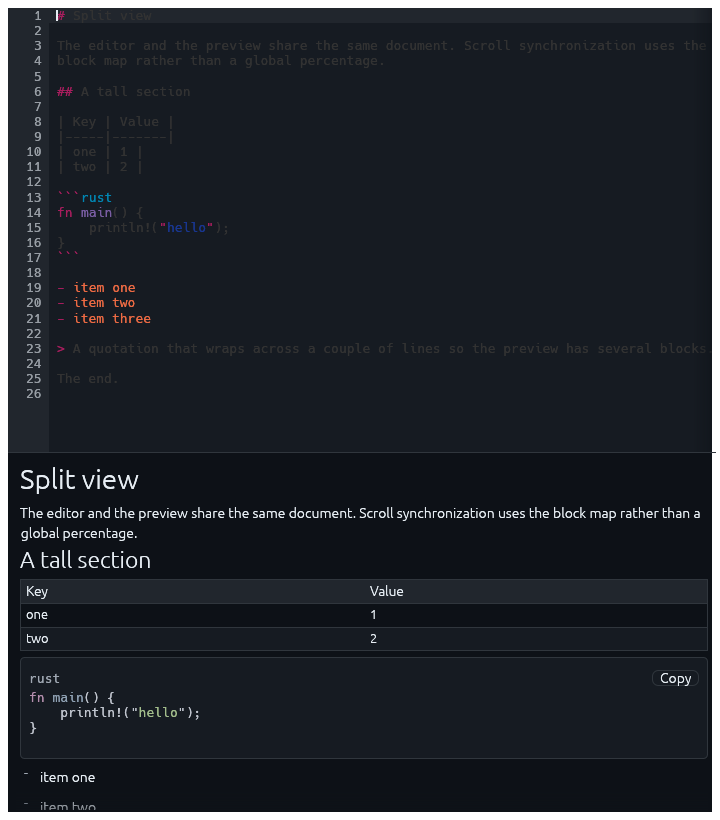 1 # Split view
2
3 The editor and the preview share the same document. Scroll synchronization uses the
4 block map rather than a global percentage.
5
6 ## A tall section
7
8 | Key | Value |
9 |-----|-------|
10 | one | 1 |
11 | two | 2 |
12
13 ```rust
14 fn main() {
15     println!("hello");
16 }
17 ```
18
19 - item one
20 - item two
21 - item three
22
23 > A quotation that wraps across a couple of lines so the preview has several blocks.
24
25 The end.
26
Split view
The editor and the preview share the same document. Scroll synchronization uses the block map rather than a
global percentage.
A tall section
Key Value
one 1
two 2
rust Copy
fn main() {
    println!("hello");
}
- item one
- item two